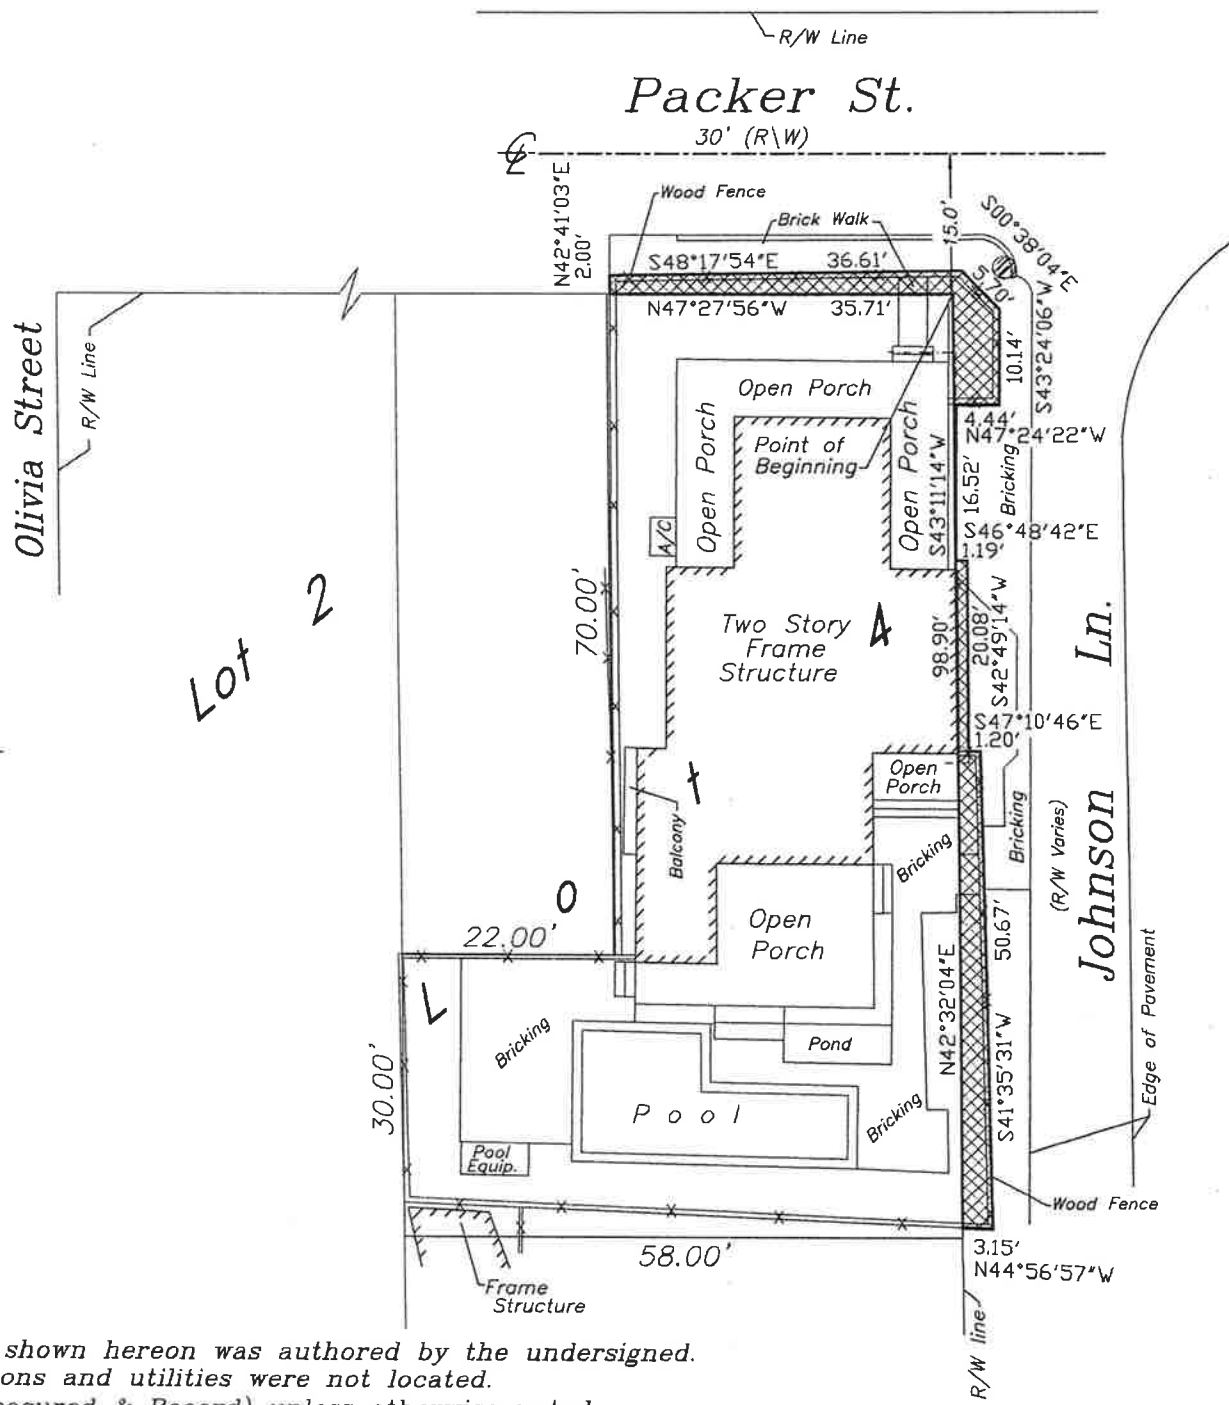 R/W Line
Packer St.
30' (R\W)
N42°41'03"E
2.00'
Wood Fence
Brick Walk
15.0'
S00°38'04"E
5.70'
S48°17'54"E 36.61'
N47°27'56"W 35.71'
10.14'
S43°24'06"W
Olivia Street
R/W Line
Open Porch
Open Porch
Open Porch
Point of
Beginning
S43°11'14"W
4.44'
N47°24'22"W
16.52'
Bricking
A/C
S46°48'42"E
1.19'
Lot 2
70.00'
Two Story
Frame
Structure
Lot 4
98.90'
20.08'
S42°49'14"W
S47°10'46"E
1.20'
Johnson Ln.
(R/W Varies)
Open
Porch
Balcony
Bricking
Bricking
22.00'
Open
Porch
50.67'
N42°32'04"E
S41°35'31"W
Edge of Pavement
30.00'
Bricking
Pond
Pool
Bricking
Pool
Equip.
Wood Fence
58.00'
3.15'
N44°56'57"W
Frame
Structure
R/W line
shown hereon was authored by the undersigned.
ons and utilities were not located.